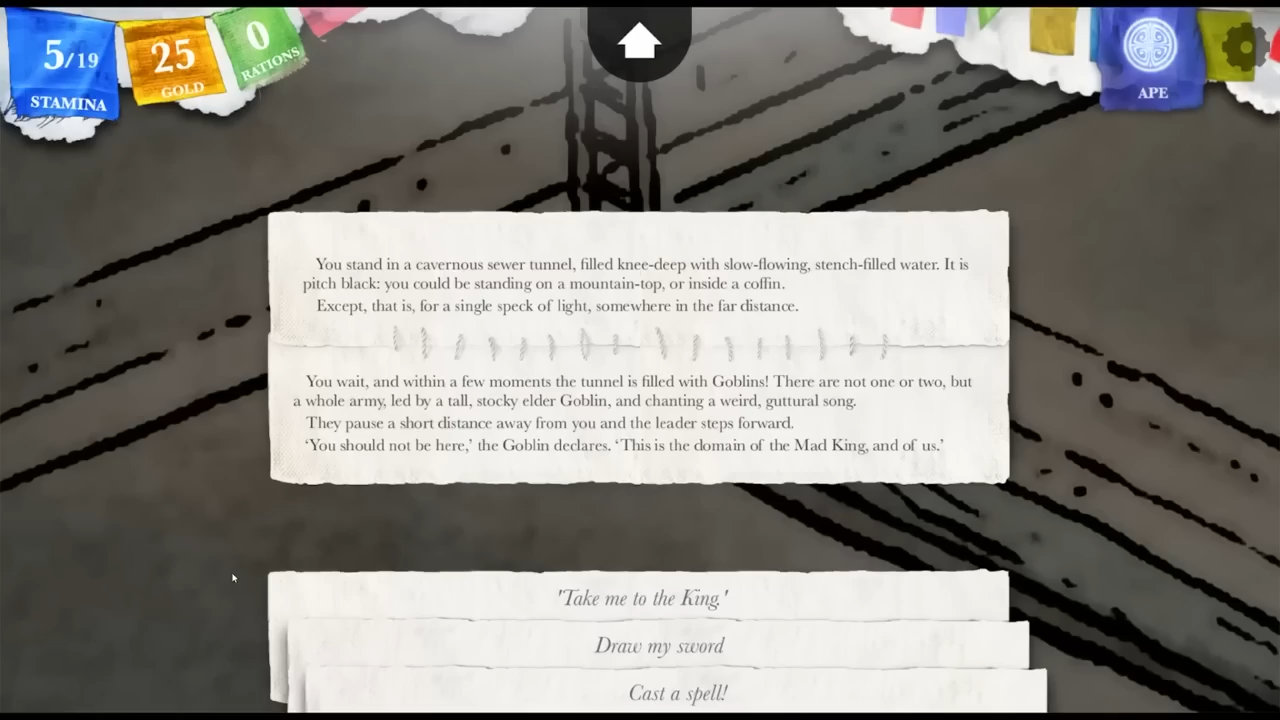 5/19
STAMINA
25
GOLD
0
RATIONS
APE
You stand in a cavernous sewer tunnel, filled knee-deep with slow-flowing, stench-filled water. It is
pitch black: you could be standing on a mountain-top, or inside a coffin.
Except, that is, for a single speck of light, somewhere in the far distance.
You wait, and within a few moments the tunnel is filled with Goblins! There are not one or two, but
a whole army, led by a tall, stocky elder Goblin, and chanting a weird, guttural song.
They pause a short distance away from you and the leader steps forward.
‘You should not be here,’ the Goblin declares. ‘This is the domain of the Mad King, and of us.’
'Take me to the King.'
Draw my sword
Cast a spell!